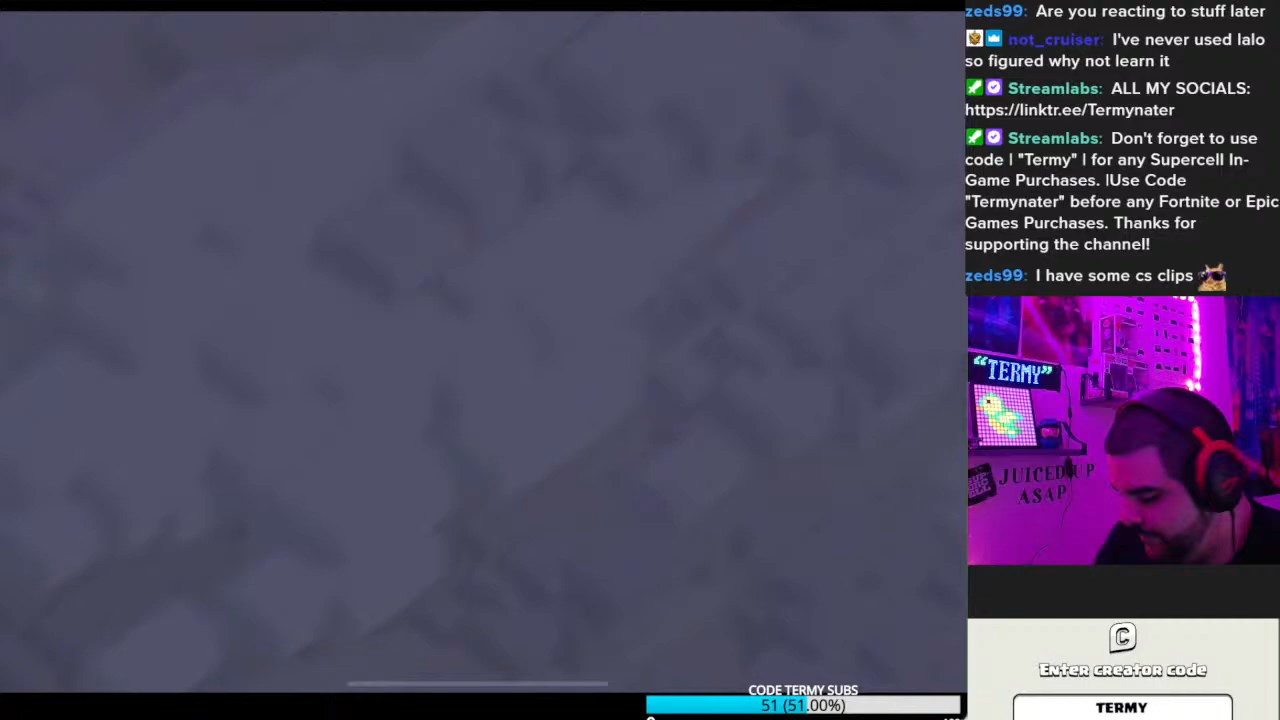 zeds99: Are you reacting to stuff later
not_cruiser: I've never used lalo
so figured why not learn it
Streamlabs: ALL MY SOCIALS:
https://linktr.ee/Termynater
Streamlabs: Don't forget to use
code | "Termy" | for any Supercell In-
Game Purchases. |Use Code
"Termynater" before any Fortnite or Epic
Games Purchases. Thanks for
supporting the channel!
zeds99: I have some cs clips
"TERMY"
JUICED UP
ASAP
Enter creator code
TERMY
CODE TERMY SUBS
51 (51.00%)